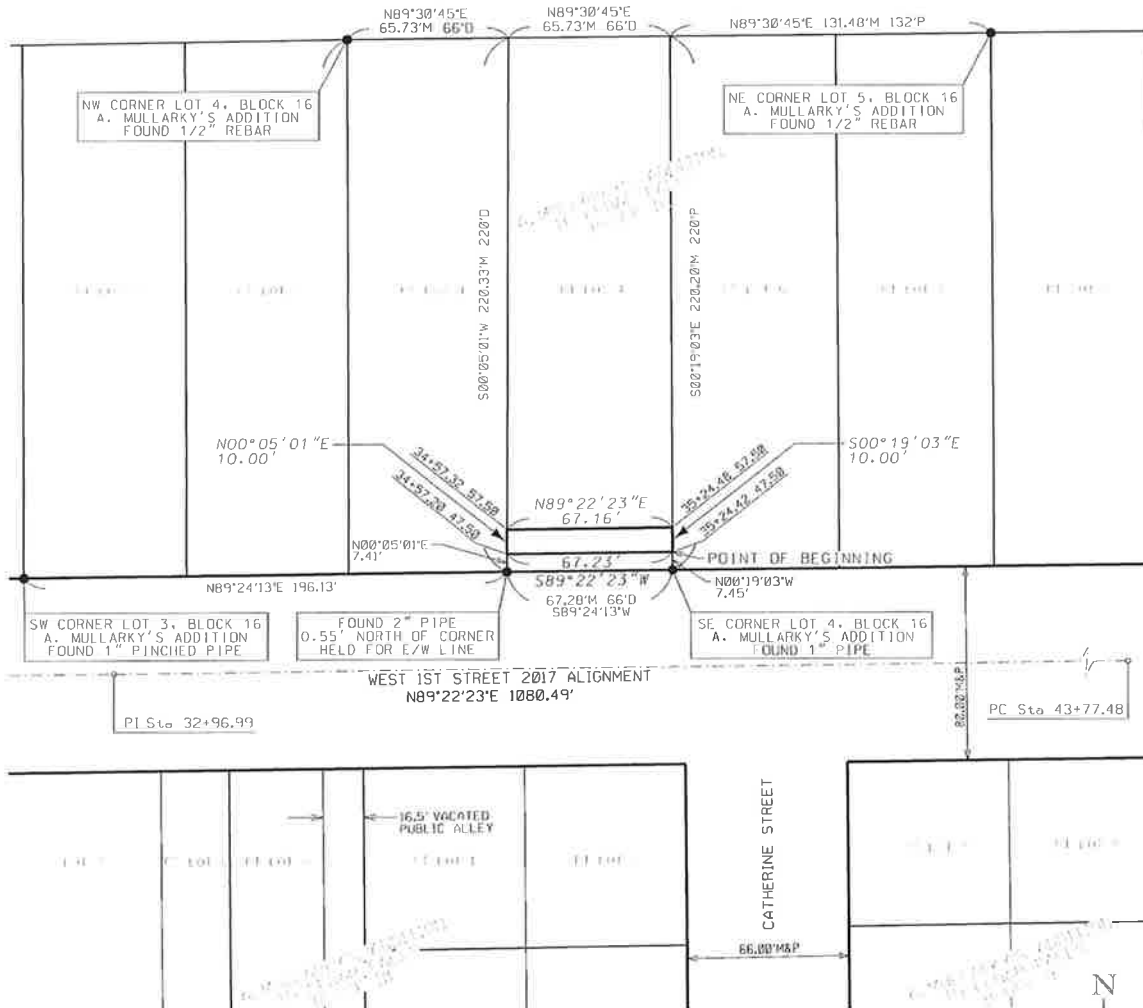 N89°30'45"E
65.73'M 66'D
N89°30'45"E
65.73'M 66'D
N89°30'45"E 131.48'M 132'P
NW CORNER LOT 4, BLOCK 16
A. MULLARKY'S ADDITION
FOUND 1/2" REBAR
NE CORNER LOT 5, BLOCK 16
A. MULLARKY'S ADDITION
FOUND 1/2" REBAR
S00°05'01"W 220.33'M 220'D
S00°19'03"E 220.20'M 220'P
N00°05'01"E
10.00'
34+57.32 57.50
34+57.20 47.50
35+24.48 57.50
35+24.42 47.50
S00°19'03"E
10.00'
N89°22'23"E
67.16'
N00°05'01"E
7.41'
67.23'
S89°22'23"W
POINT OF BEGINNING
N00°19'03"W
7.45'
N89°24'13"E 196.13'
67.28'M 66'D
S89°24'13"W
SW CORNER LOT 3, BLOCK 16
A. MULLARKY'S ADDITION
FOUND 1" PINCHED PIPE
FOUND 2" PIPE
0.55' NORTH OF CORNER
HELD FOR E/W LINE
SE CORNER LOT 4, BLOCK 16
A. MULLARKY'S ADDITION
FOUND 1" PIPE
WEST 1ST STREET 2017 ALIGNMENT
N89°22'23"E 1080.49'
PI Sta 32+96.99
PC Sta 43+77.48
80.00'M&P
16.5' VACATED
PUBLIC ALLEY
CATHERINE STREET
66.00'M&P
N